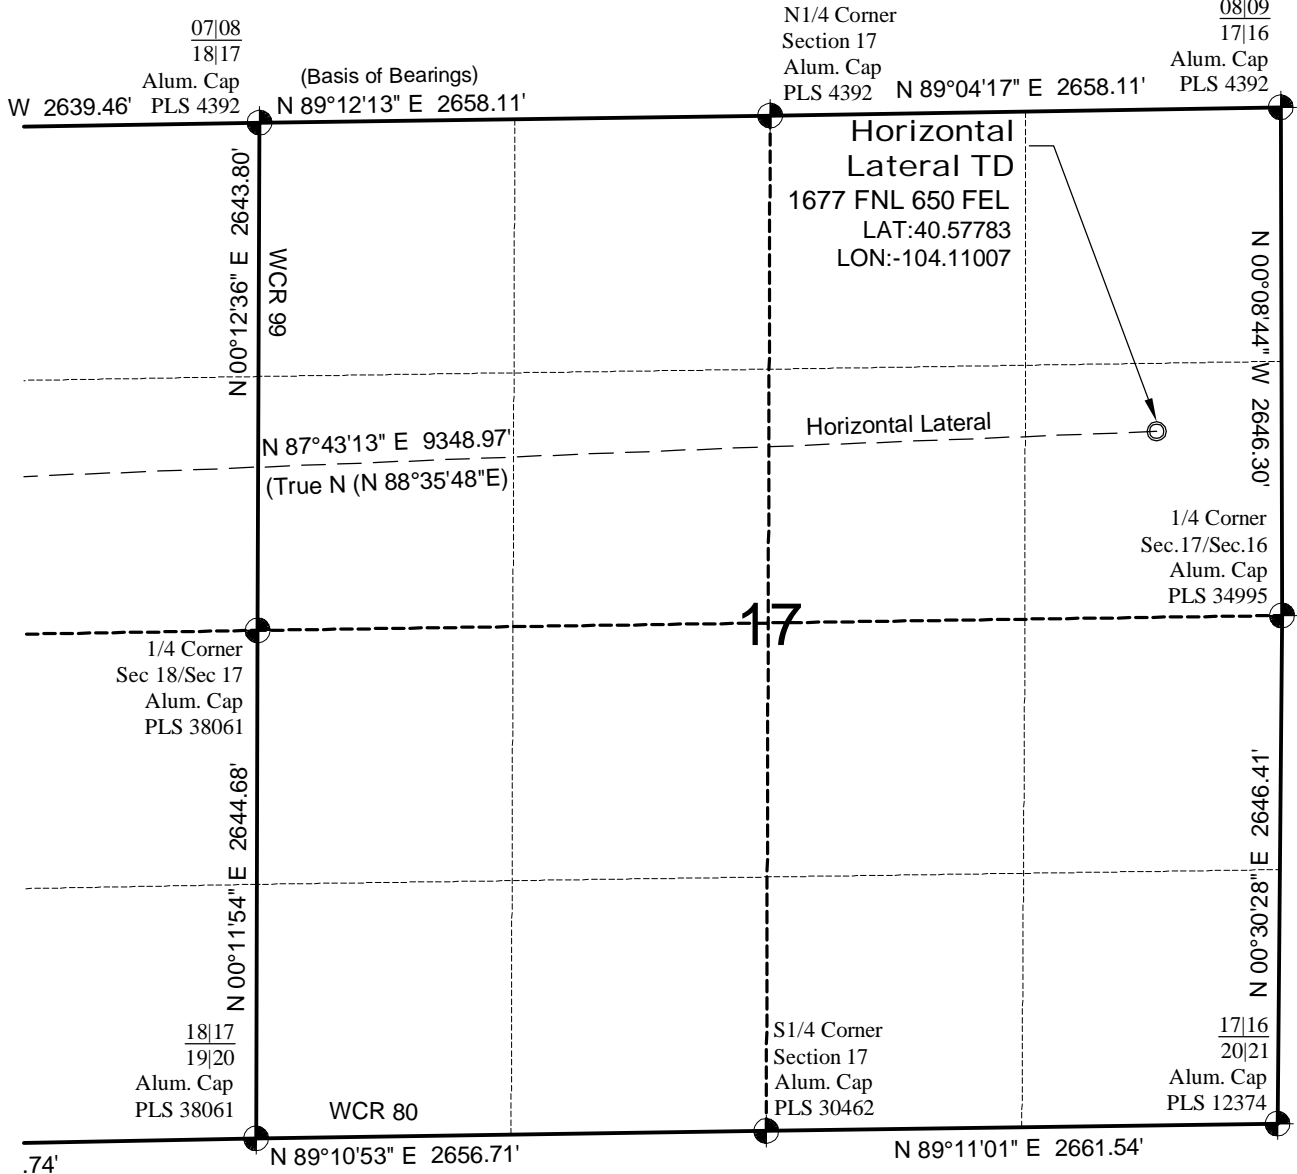 07|08
18|17
Alum. Cap
PLS 4392
N1/4 Corner
Section 17
Alum. Cap
PLS 4392
08|09
17|16
Alum. Cap
PLS 4392
(Basis of Bearings)
W 2639.46'
N 89°12'13" E 2658.11'
N 89°04'17" E 2658.11'
Horizontal
Lateral TD
1677 FNL 650 FEL
LAT:40.57783
LON:-104.11007
N 00°12'36" E 2643.80'
WCR 99
N 00°08'44" W 2646.30'
N 87°43'13" E 9348.97'
(True N (N 88°35'48"E)
Horizontal Lateral
1/4 Corner
Sec.17/Sec.16
Alum. Cap
PLS 34995
17
1/4 Corner
Sec 18/Sec 17
Alum. Cap
PLS 38061
N 00°11'54" E 2644.68'
N 00°30'28" E 2646.41'
18|17
19|20
Alum. Cap
PLS 38061
WCR 80
S1/4 Corner
Section 17
Alum. Cap
PLS 30462
17|16
20|21
Alum. Cap
PLS 12374
.74'
N 89°10'53" E 2656.71'
N 89°11'01" E 2661.54'